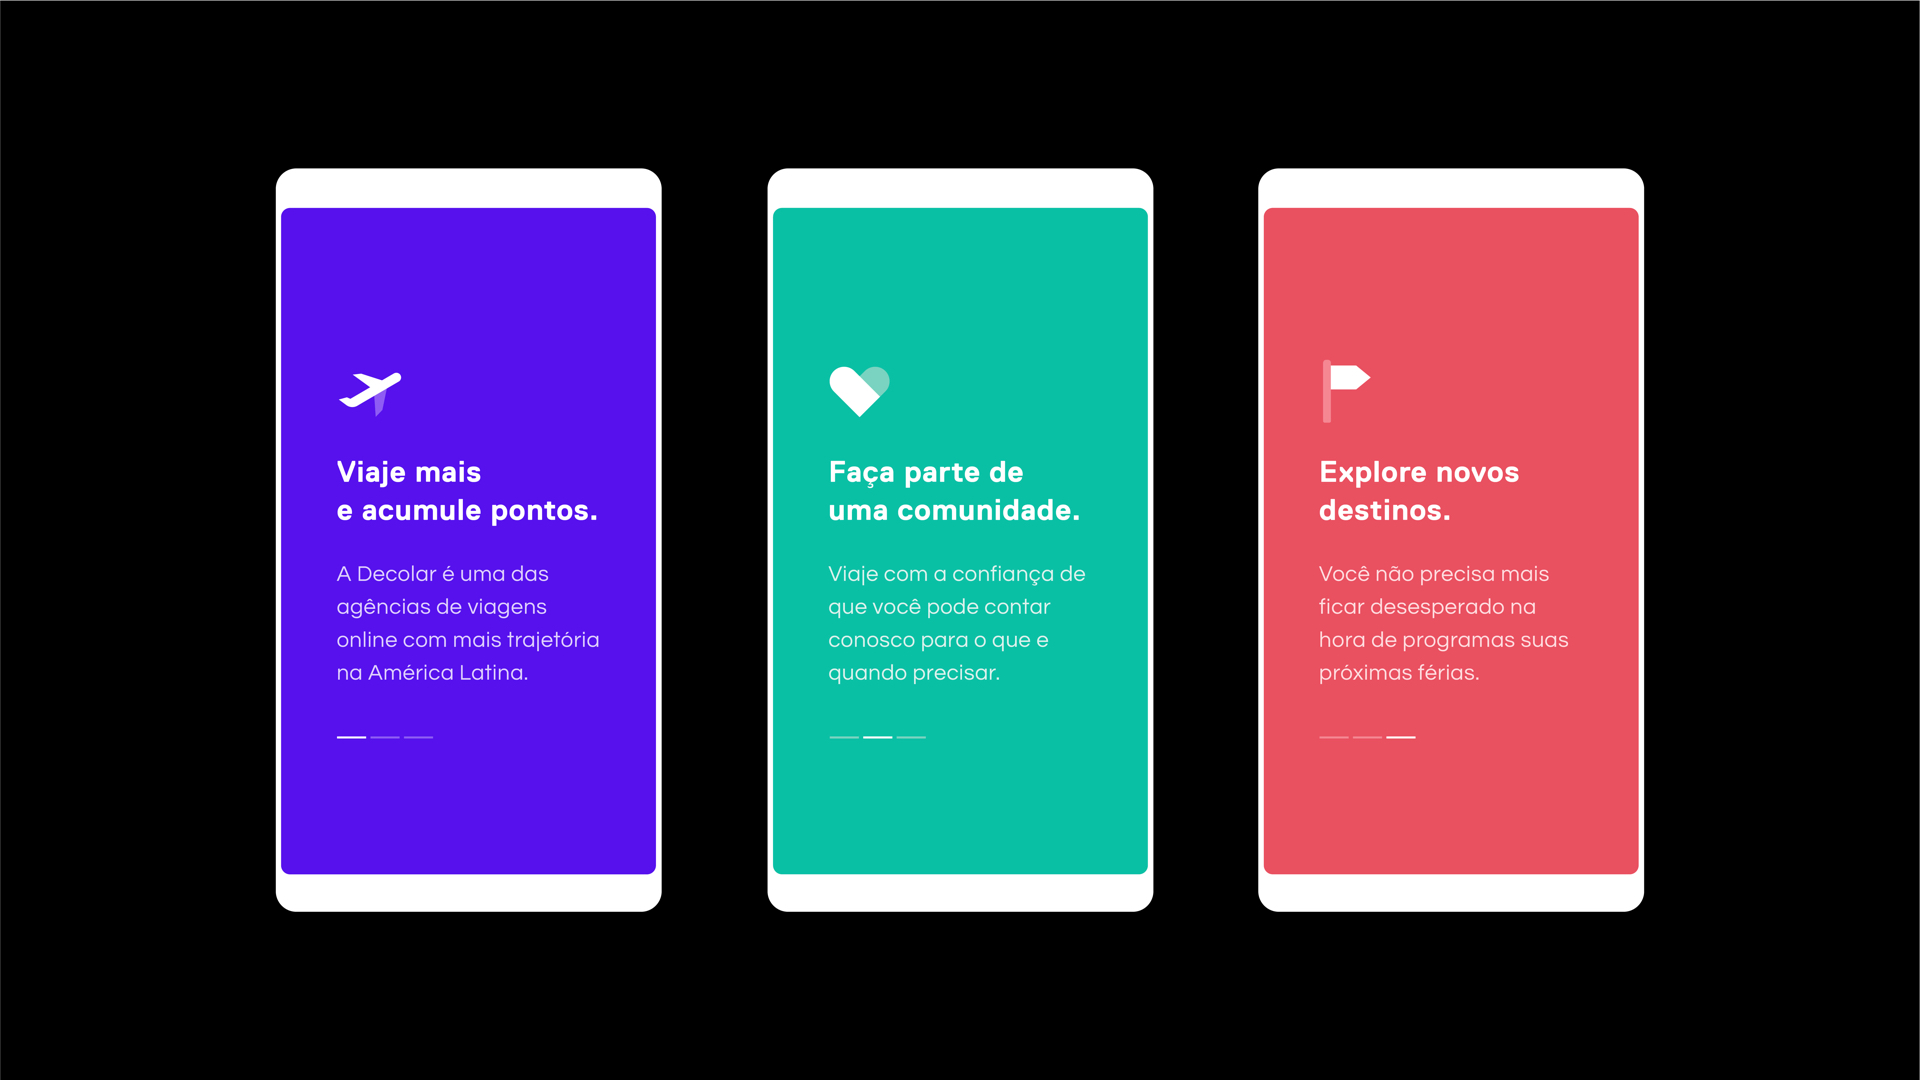 Viaje mais
e acumule pontos.
A Decolar é uma das
agências de viagens
online com mais trajetória
na América Latina.
Faça parte de
uma comunidade.
Viaje com a confiança de
que você pode contar
conosco para o que e
quando precisar.
Explore novos
destinos.
Você não precisa mais
ficar desesperado na
hora de programas suas
próximas férias.